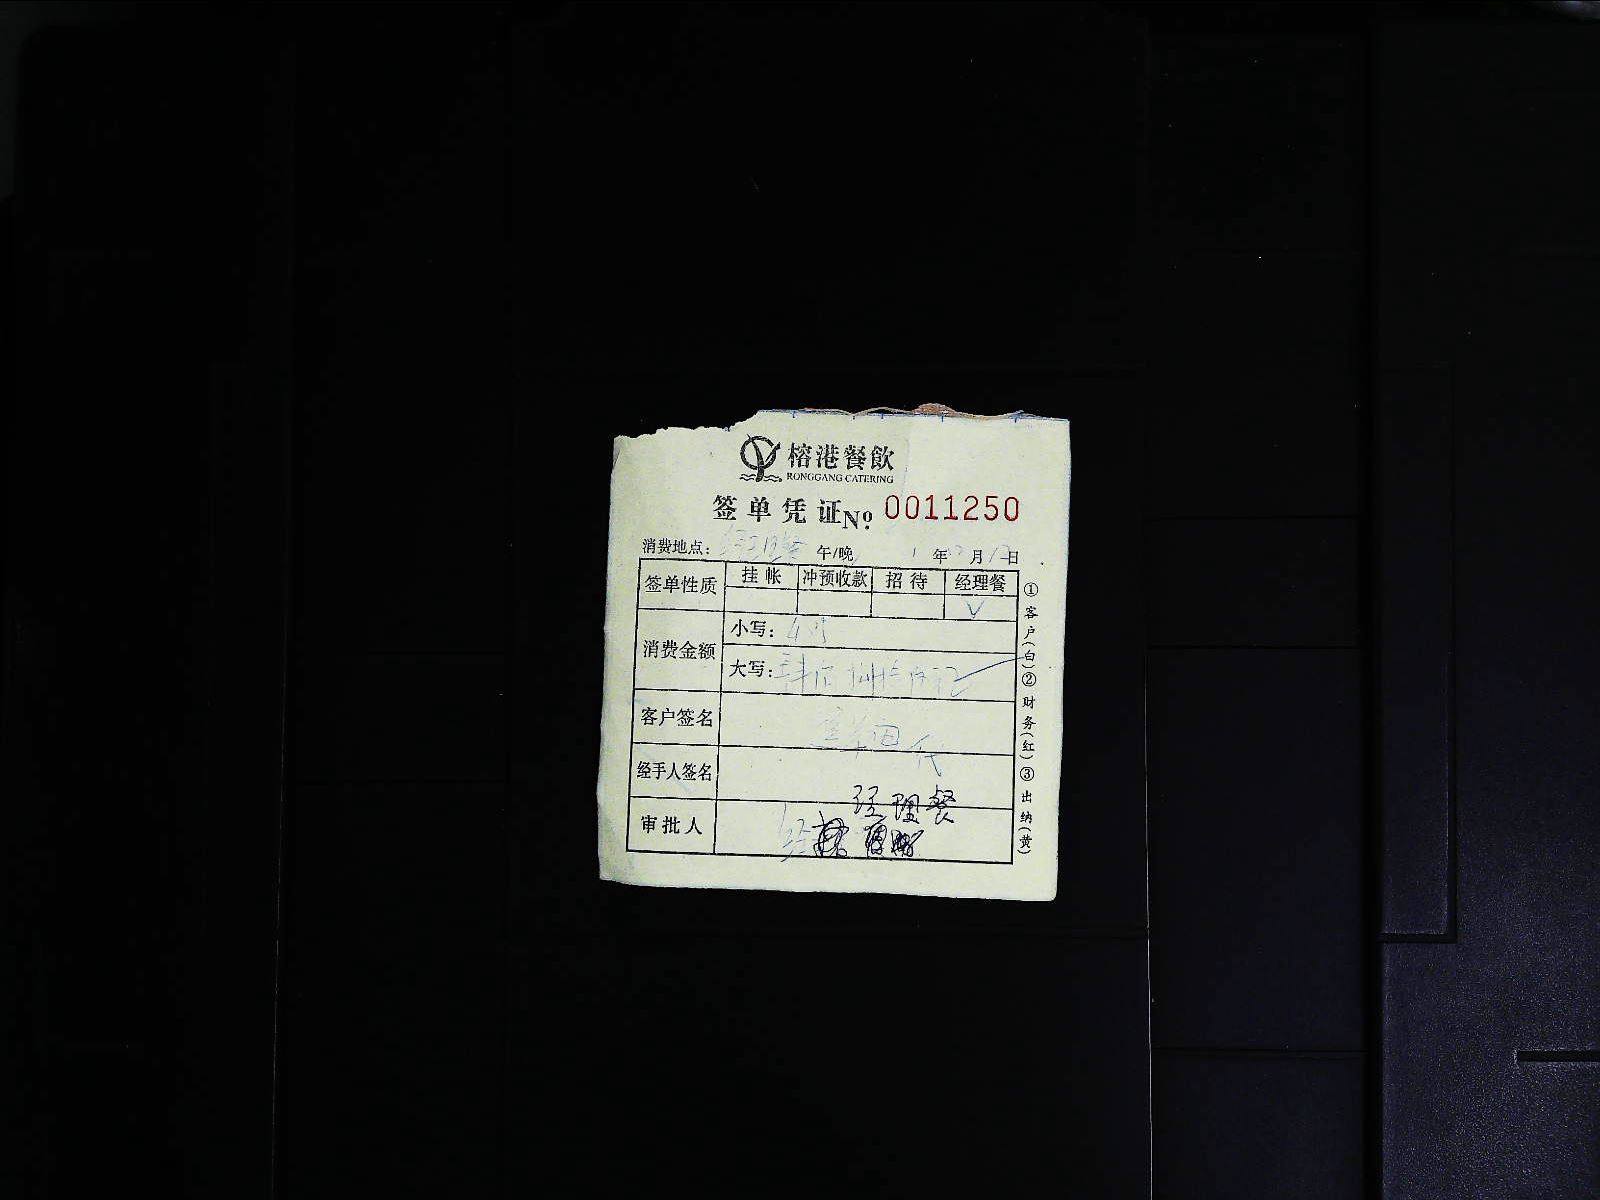 榕港餐飲
RONGGANG CATERING
签单凭证№ 0011250
消费地点： 午/晚 年 月 日
签单性质 挂帐 冲预收款 招待 经理餐
√
消费金额 小写：
大写：
客户签名 代
经手人签名
经理餐
审批人
①客户(白)②财务(红)③出纳(黄)